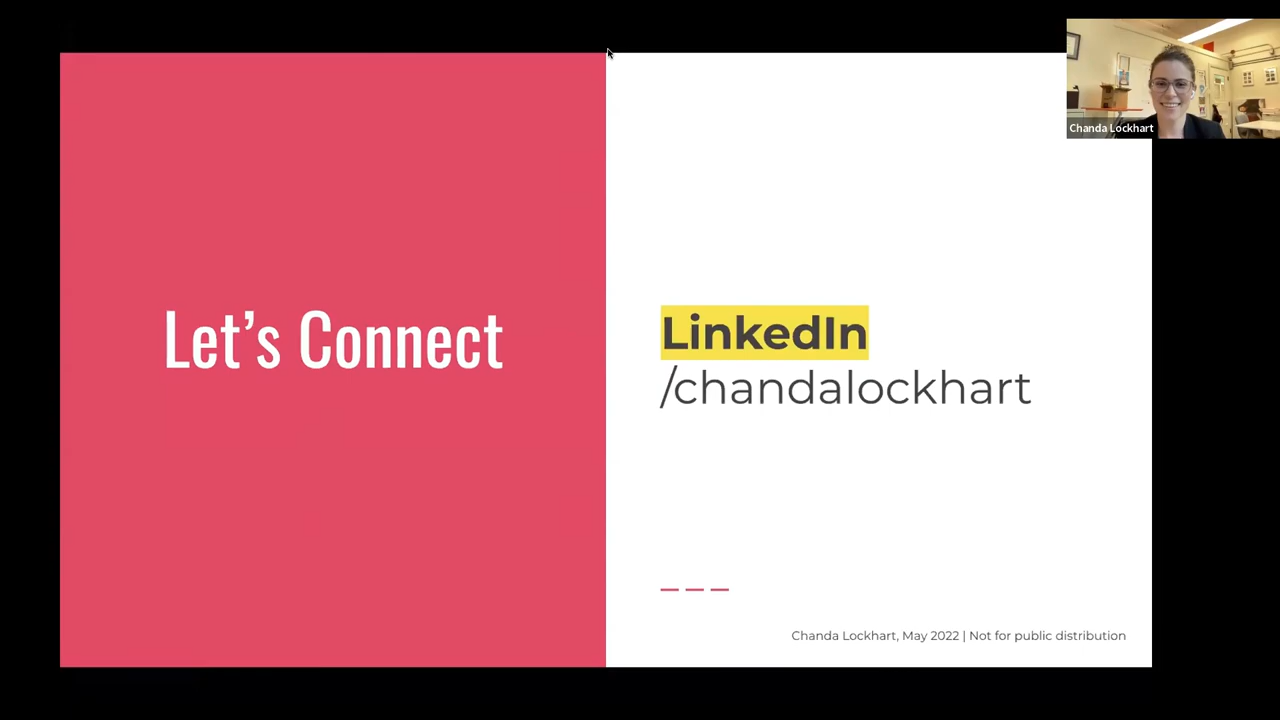 Let’s Connect
LinkedIn
/chandalockhart
Chanda Lockhart, May 2022 | Not for public distribution
Chanda Lockhart